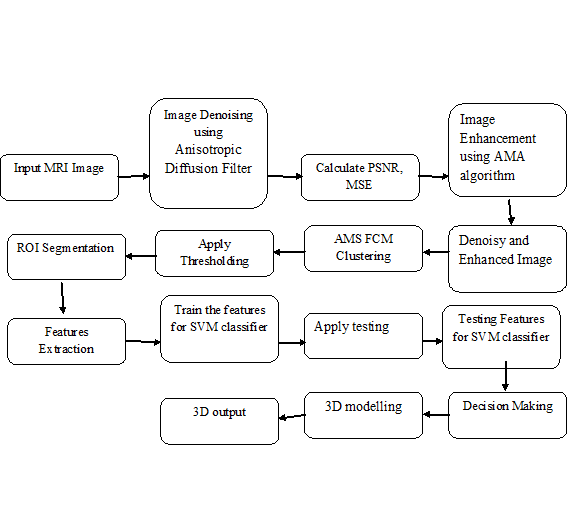 Input MRI Image
Image Denoising
using
Anisotropic
Diffusion Filter
Calculate PSNR,
MSE
Image
Enhancement
using AMA
algorithm
Denoisy and
Enhanced Image
AMS FCM
Clustering
Apply
Thresholding
ROI Segmentation
Features
Extraction
Train the features
for SVM classifier
Apply testing
Testing Features
for SVM classifier
Decision Making
3D modelling
3D output